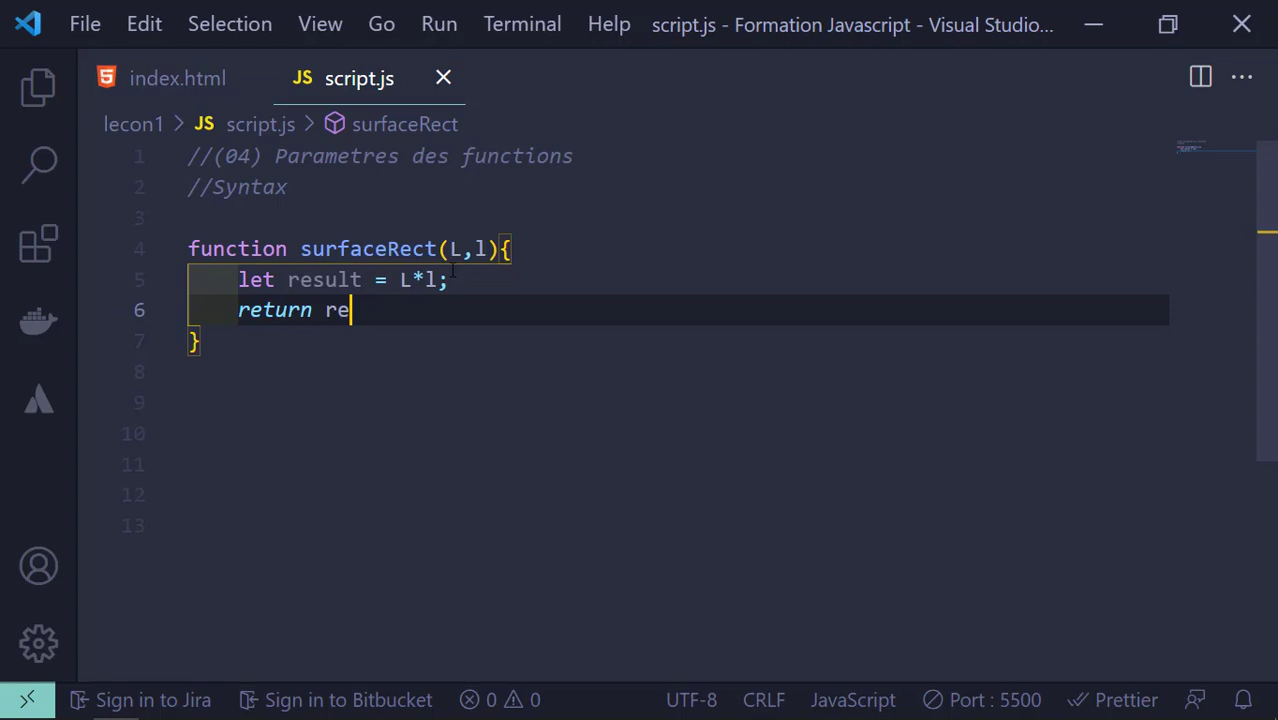 File Edit Selection View Go Run Terminal Help script.js - Formation Javascript - Visual Studio...
index.html JS script.js
lecon1 > JS script.js > surfaceRect
1 //(04) Parametres des functions
2 //Syntax
3
4 function surfaceRect(L,l){
5 let result = L*l;
6 return re
7 }
8
9
10
11
12
13
Sign in to Jira Sign in to Bitbucket 0 0 UTF-8 CRLF JavaScript Port : 5500 Prettier